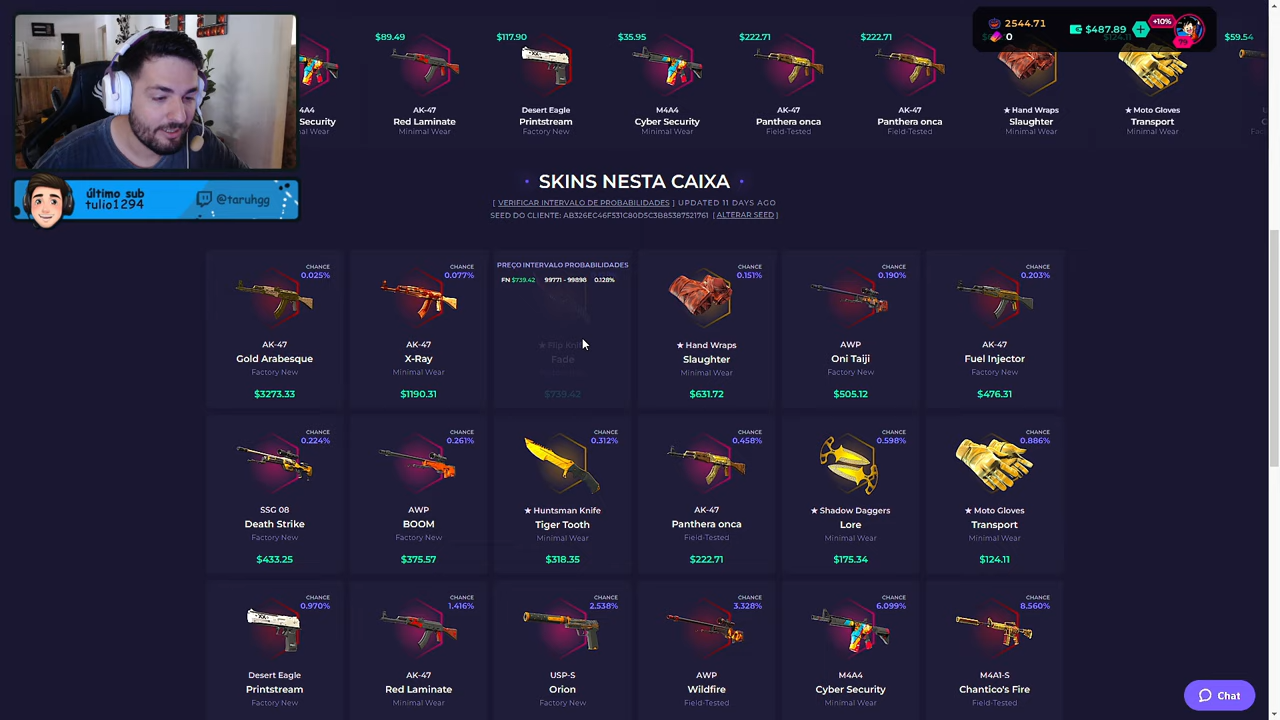 $89.49
$117.90
$35.95
$222.71
$222.71
$59.54
2544.71
0
$487.89
+10%
M4A4
Security
AK-47
Red Laminate
Minimal Wear
Desert Eagle
Printstream
Factory New
M4A4
Cyber Security
Minimal Wear
AK-47
Panthera onca
Field-Tested
AK-47
Panthera onca
Field-Tested
★ Hand Wraps
Slaughter
Minimal Wear
★ Moto Gloves
Transport
Minimal Wear
último sub
tulio1294
@taruhgg
SKINS NESTA CAIXA
[ VERIFICAR INTERVALO DE PROBABILIDADES ] UPDATED 11 DAYS AGO
SEED DO CLIENTE: AB326EC46F531C80D5C3B85387521761 [ ALTERAR SEED ]
CHANCE
0.025%
AK-47
Gold Arabesque
Factory New
$3273.33
CHANCE
0.077%
AK-47
X-Ray
Minimal Wear
$1190.31
PREÇO INTERVALO PROBABILIDADES
FN $739.42 99771 - 99898 0.128%
★ Flip Knife
Fade
$739.42
CHANCE
0.151%
★ Hand Wraps
Slaughter
Minimal Wear
$631.72
CHANCE
0.190%
AWP
Oni Taiji
Factory New
$505.12
CHANCE
0.203%
AK-47
Fuel Injector
Minimal Wear
$476.31
CHANCE
0.224%
SSG 08
Death Strike
Factory New
$433.25
CHANCE
0.261%
AWP
BOOM
Factory New
$375.57
CHANCE
0.312%
★ Huntsman Knife
Tiger Tooth
Minimal Wear
$318.35
CHANCE
0.458%
AK-47
Panthera onca
Field-Tested
$222.71
CHANCE
0.598%
★ Shadow Daggers
Lore
Minimal Wear
$175.34
CHANCE
0.886%
★ Moto Gloves
Transport
Minimal Wear
$124.11
CHANCE
0.970%
Desert Eagle
Printstream
Factory New
CHANCE
1.416%
AK-47
Red Laminate
Minimal Wear
CHANCE
2.538%
USP-S
Orion
Factory New
CHANCE
3.328%
AWP
Wildfire
Field-Tested
CHANCE
6.099%
M4A4
Cyber Security
Minimal Wear
CHANCE
8.560%
M4A1-S
Chantico's Fire
Field-Tested
Chat